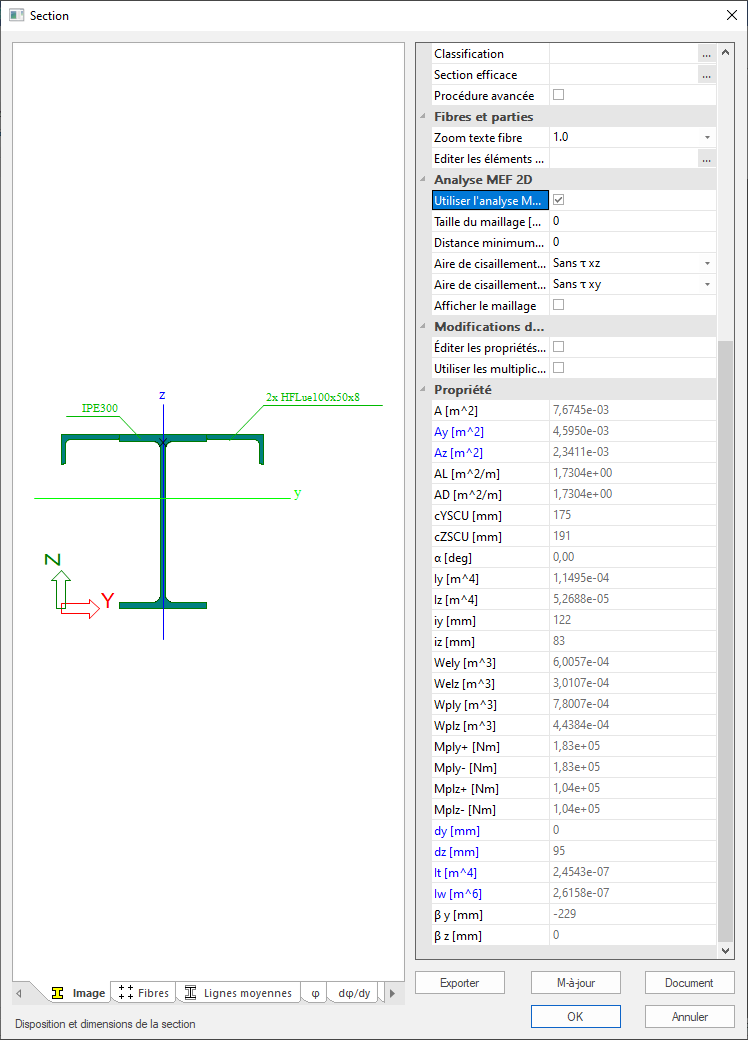 Section
IPE300
2x HFLue100x50x8
z
y
Z
Y
Image
Fibres
Lignes moyennes
φ
dφ/dy
Disposition et dimensions de la section
Classification ...
Section efficace ...
Procédure avancée
Fibres et parties
Zoom texte fibre 1.0
Editer les éléments ... ...
Analyse MEF 2D
Utiliser l'analyse M...
Taille du maillage [... 0
Distance minimum... 0
Aire de cisaillement... Sans τ xz
Aire de cisaillement... Sans τ xy
Afficher le maillage
Modifications d...
Éditer les propriétés...
Utiliser les multiplic...
Propriété
A [m^2] 7,6745e-03
Ay [m^2] 4,5950e-03
Az [m^2] 2,3411e-03
AL [m^2/m] 1,7304e+00
AD [m^2/m] 1,7304e+00
cYSCU [mm] 175
cZSCU [mm] 191
α [deg] 0,00
Iy [m^4] 1,1495e-04
Iz [m^4] 5,2688e-05
iy [mm] 122
iz [mm] 83
Wely [m^3] 6,0057e-04
Welz [m^3] 3,0107e-04
Wply [m^3] 7,8007e-04
Wplz [m^3] 4,4384e-04
Mply+ [Nm] 1,83e+05
Mply- [Nm] 1,83e+05
Mplz+ [Nm] 1,04e+05
Mplz- [Nm] 1,04e+05
dy [mm] 0
dz [mm] 95
It [m^4] 2,4543e-07
Iw [m^6] 2,6158e-07
β y [mm] -229
β z [mm] 0
Exporter
M-à-jour
Document
OK
Annuler